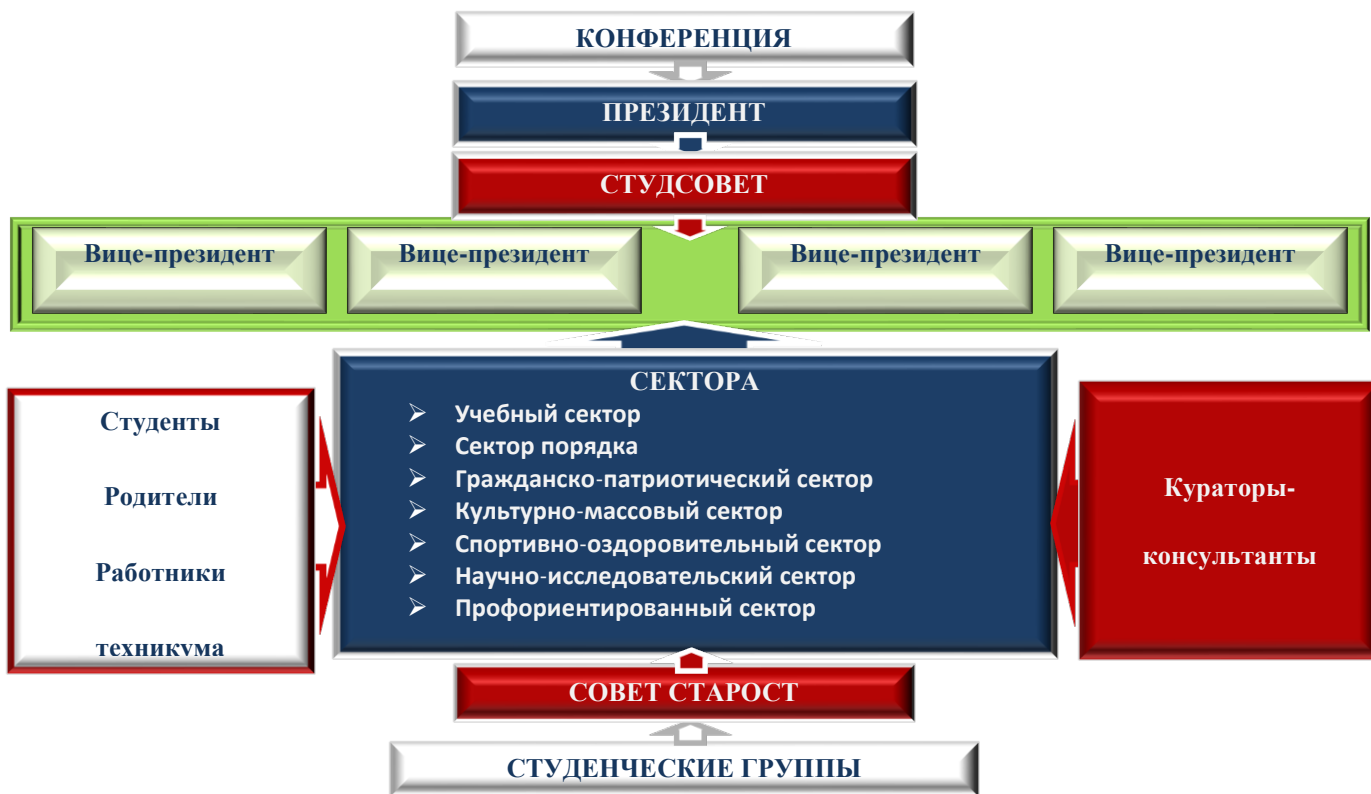 КОНФЕРЕНЦИЯ
ПРЕЗИДЕНТ
СТУДСОВЕТ
Вице-президент
Вице-президент
Вице-президент
Вице-президент
СЕКТОРА
Учебный сектор
Сектор порядка
Гражданско-патриотический сектор
Культурно-массовый сектор
Спортивно-оздоровительный сектор
Научно-исследовательский сектор
Профориентированный сектор
Студенты
Родители
Работники
техникума
Кураторы-
консультанты
СОВЕТ СТАРОСТ
СТУДЕНЧЕСКИЕ ГРУППЫ